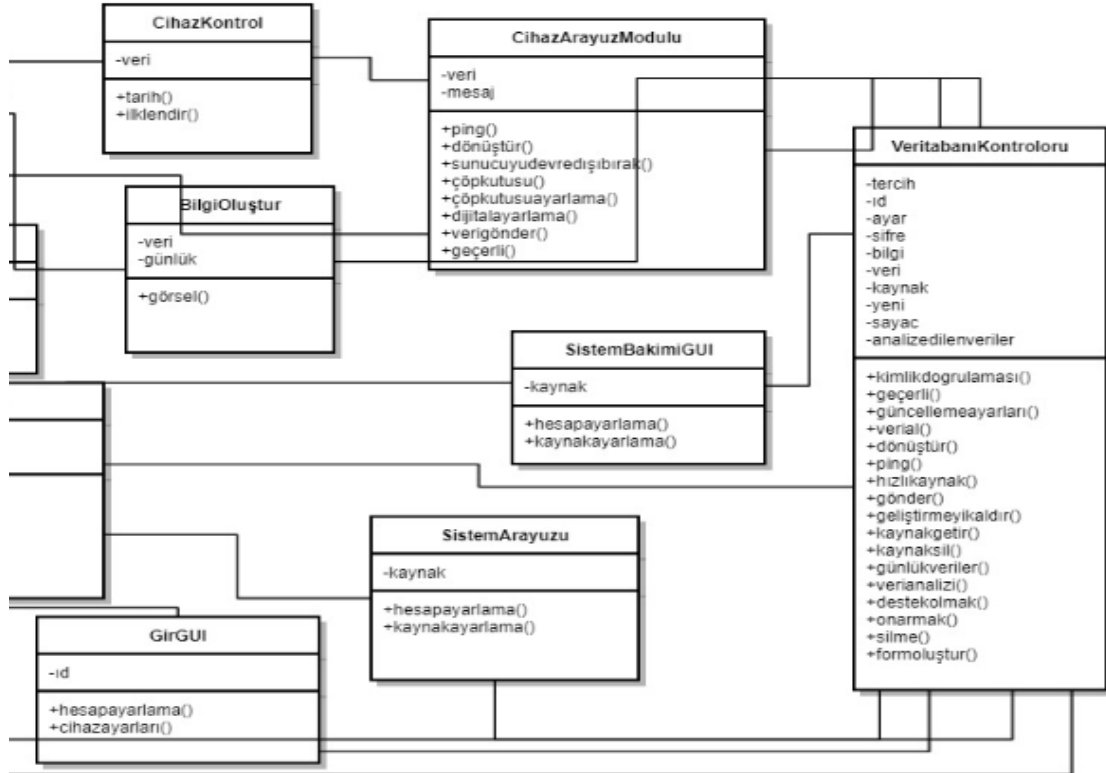 CihazKontrol
-veri
+tarih()
+ilklendir()
CihazArayuzModulu
-veri
-mesaj
+ping()
+dönüştür()
+sunucuyudevredışıbırak()
+çöpkutusu()
+çöpkutusuayarlama()
+dijitalayarlama()
+verigönder()
+geçerli()
BilgiOluştur
-veri
-günlük
+görsel()
VeritabanıKontroloru
-tercih
-ıd
-ayar
-sifre
-bilgi
-veri
-kaynak
-yeni
-sayac
-analizedilenveriler
+kimlikdogrulaması()
+geçerli()
+güncellemeayarları()
+verial()
+dönüştür()
+ping()
+hızlıkaynak()
+gönder()
+geliştirmeyikaldır()
+kaynakgetir()
+kaynaksil()
+günlükveriler()
+verianalizi()
+destekolmak()
+onarmak()
+silme()
+formoluştur()
SistemBakimiGUI
-kaynak
+hesapayarlama()
+kaynakayarlama()
SistemArayuzu
-kaynak
+hesapayarlama()
+kaynakayarlama()
GirGUI
-ıd
+hesapayarlama()
+cihazayarları()